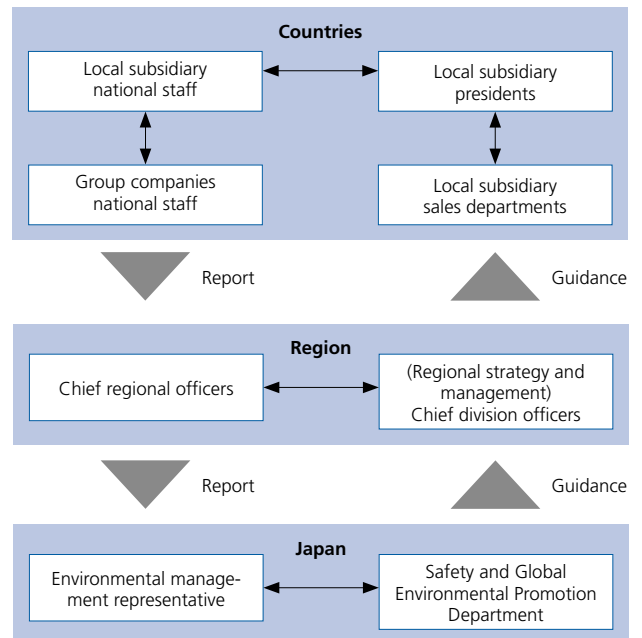 Countries
Local subsidiary
national staff
Local subsidiary
presidents
Group companies
national staff
Local subsidiary
sales departments
Report
Guidance
Region
Chief regional officers
(Regional strategy and
management)
Chief division officers
Report
Guidance
Japan
Environmental manage-
ment representative
Safety and Global
Environmental Promotion
Department